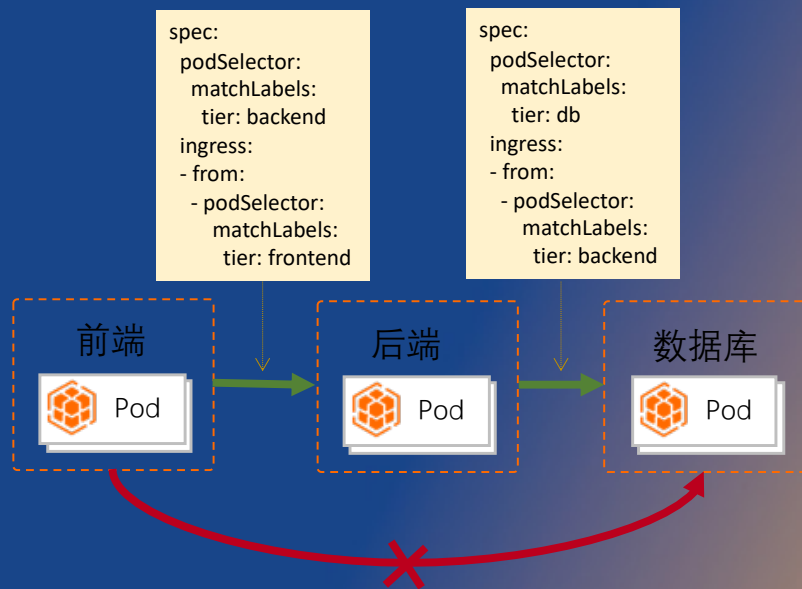 spec:
podSelector:
matchLabels:
tier: backend
ingress:
- from:
- podSelector:
matchLabels:
tier: frontend
spec:
podSelector:
matchLabels:
tier: db
ingress:
- from:
- podSelector:
matchLabels:
tier: backend
前端
Pod
后端
Pod
数据库
Pod